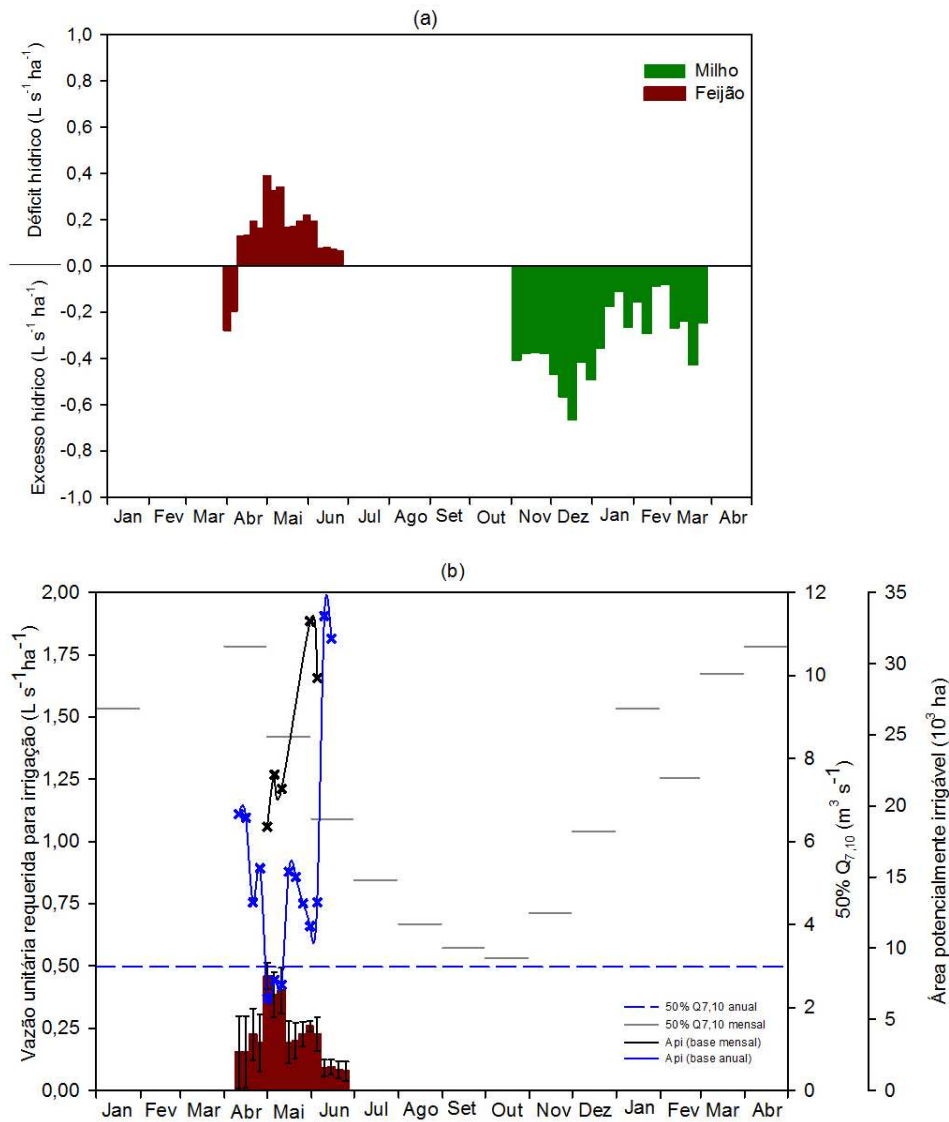 (a)
Déficit hídrico (L s⁻¹ ha⁻¹)
Excesso hídrico (L s⁻¹ ha⁻¹)
1,0
0,8
0,6
0,4
0,2
0,0
-0,2
-0,4
-0,6
-0,8
-1,0
Milho
Feijão
Jan Fev Mar Abr Mai Jun Jul Ago Set Out Nov Dez Jan Fev Mar Abr
(b)
Vazão unitária requerida para irrigação (L s⁻¹ha⁻¹)
2,00
1,75
1,50
1,25
1,00
0,75
0,50
0,25
0,00
12
10
8
6
4
2
0
50% Q7,10 (m³ s⁻¹)
35
30
25
20
15
10
5
0
Área potencialmente irrigável (10³ ha)
50% Q7,10 anual
50% Q7,10 mensal
Api (base mensal)
Api (base anual)
Jan Fev Mar Abr Mai Jun Jul Ago Set Out Nov Dez Jan Fev Mar Abr